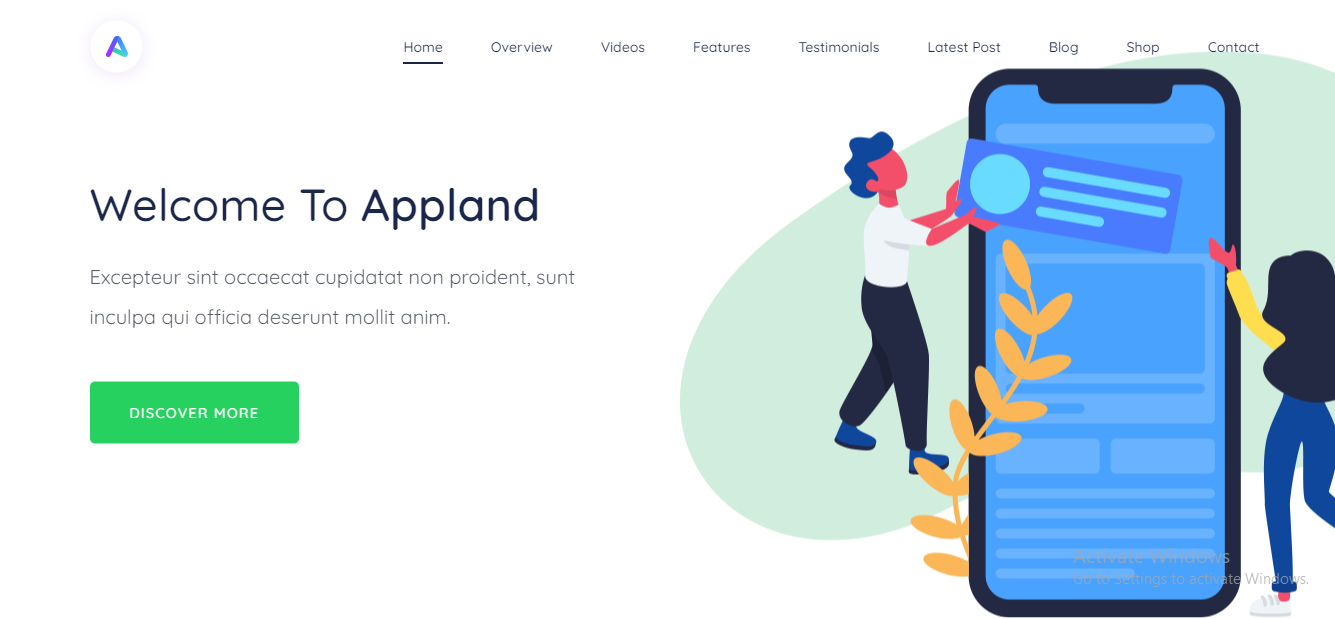 Home Overview Videos Features Testimonials Latest Post Blog Shop Contact
Welcome To Appland
Excepteur sint occaecat cupidatat non proident, sunt
inculpa qui officia deserunt mollit anim.
DISCOVER MORE
Activate Windows
Go to Settings to activate Windows.